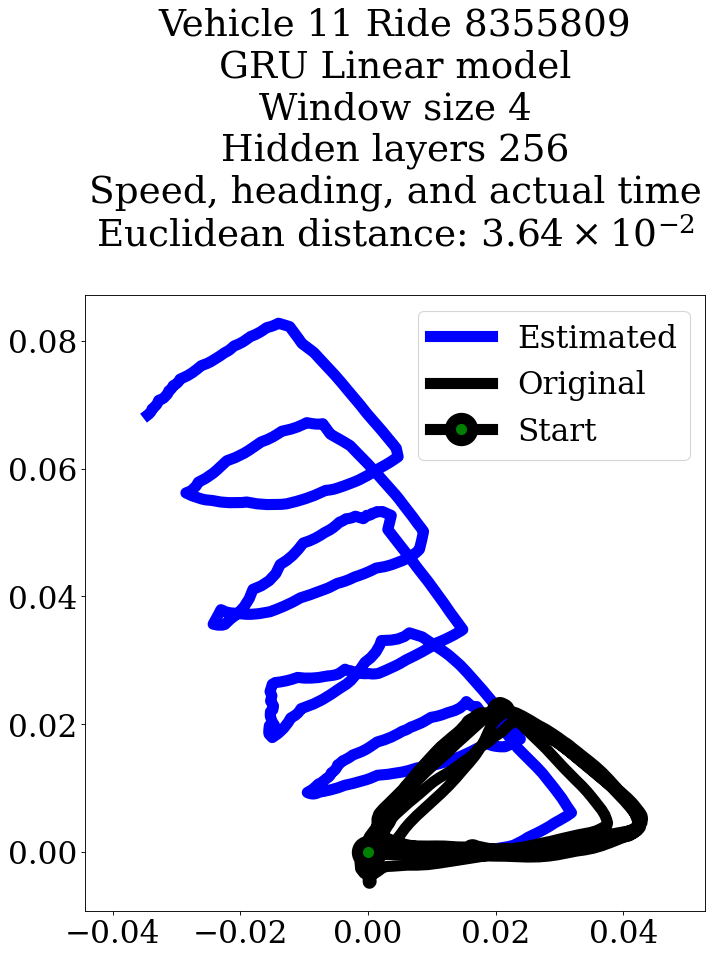 Vehicle 11 Ride 8355809
GRU Linear model
Window size 4
Hidden layers 256
Speed, heading, and actual time
Euclidean distance: 3.64 × 10⁻²
Estimated
Original
Start
0.08
0.06
0.04
0.02
0.00
−0.04 −0.02 0.00 0.02 0.04